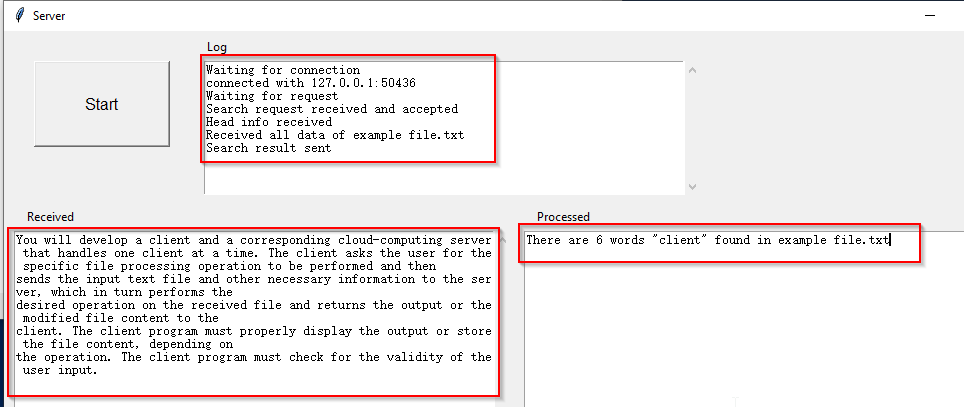 Server
Log
Start
Waiting for connection
connected with 127.0.0.1:50436
Waiting for request
Search request received and accepted
Head info received
Received all data of example file.txt
Search result sent
Received
You will develop a client and a corresponding cloud-computing server
that handles one client at a time. The client asks the user for the
specific file processing operation to be performed and then
sends the input text file and other necessary information to the ser
ver, which in turn performs the
desired operation on the received file and returns the output or the
modified file content to the
client. The client program must properly display the output or store
the file content, depending on
the operation. The client program must check for the validity of the
user input.
Processed
There are 6 words "client" found in example file.txt